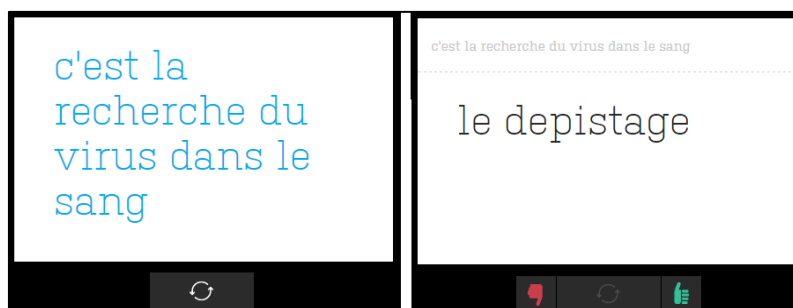 c'est la
recherche du
virus dans le
sang
c'est la recherche du virus dans le sang
le depistage